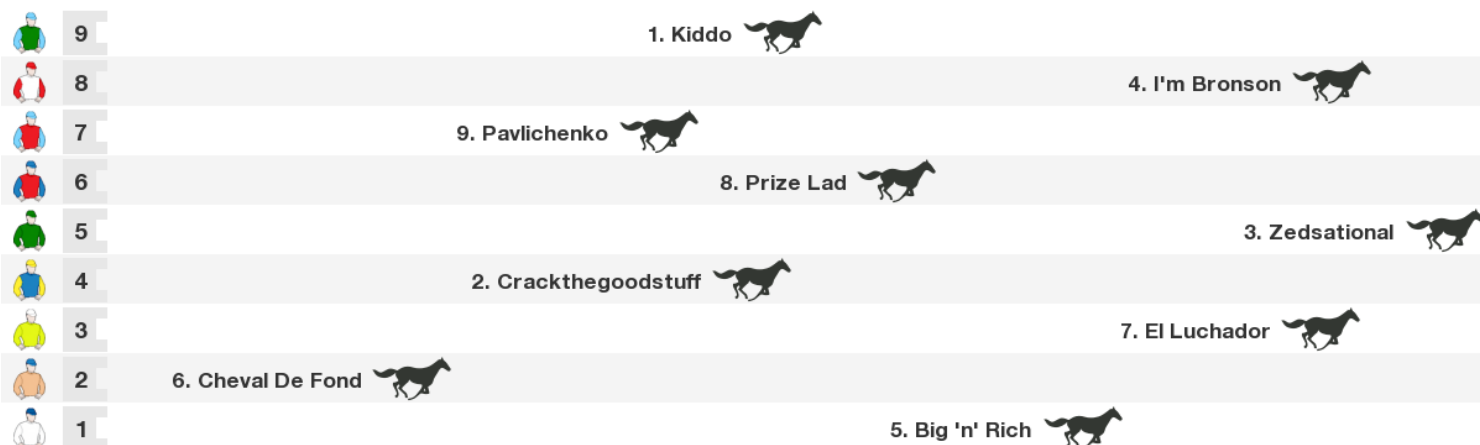 9 1. Kiddo
8 4. I'm Bronson
7 9. Pavlichenko
6 8. Prize Lad
5 3. Zedsational
4 2. Crackthegoodstuff
3 7. El Luchador
2 6. Cheval De Fond
1 5. Big 'n' Rich